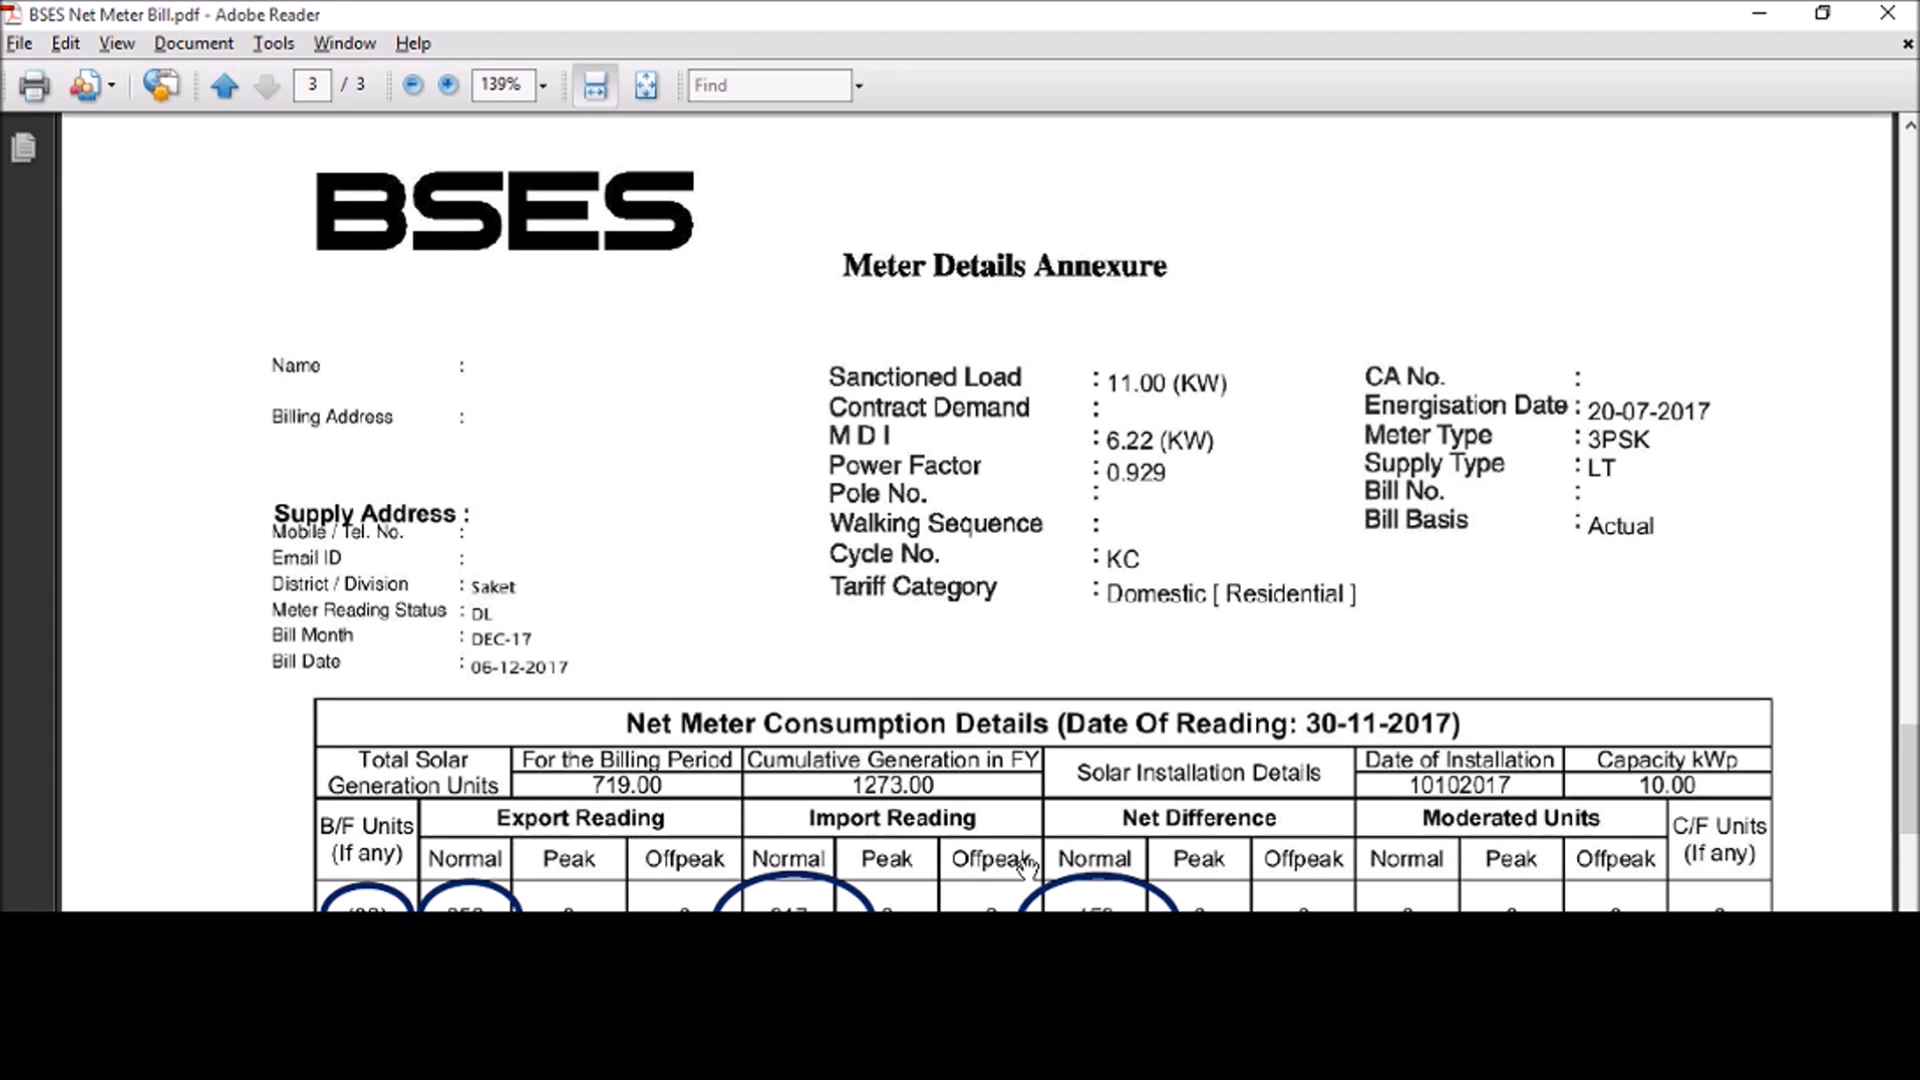 BSES Net Meter Bill.pdf - Adobe Reader
File Edit View Document Tools Window Help
3 / 3 139% Find
BSES
Meter Details Annexure
Name :
Billing Address :
Supply Address :
Mobile / Tel. No. :
Email ID :
District / Division : Saket
Meter Reading Status : DL
Bill Month : DEC-17
Bill Date : 06-12-2017
Sanctioned Load : 11.00 (KW)
Contract Demand :
M D I : 6.22 (KW)
Power Factor : 0.929
Pole No. :
Walking Sequence :
Cycle No. : KC
Tariff Category : Domestic [ Residential ]
CA No. :
Energisation Date : 20-07-2017
Meter Type : 3PSK
Supply Type : LT
Bill No. :
Bill Basis : Actual
Net Meter Consumption Details (Date Of Reading: 30-11-2017)
Total Solar Generation Units For the Billing Period Cumulative Generation in FY Solar Installation Details Date of Installation Capacity kWp
719.00 1273.00 10102017 10.00
B/F Units (If any) Export Reading Import Reading Net Difference Moderated Units C/F Units (If any)
Normal Peak Offpeak Normal Peak Offpeak Normal Peak Offpeak Normal Peak Offpeak